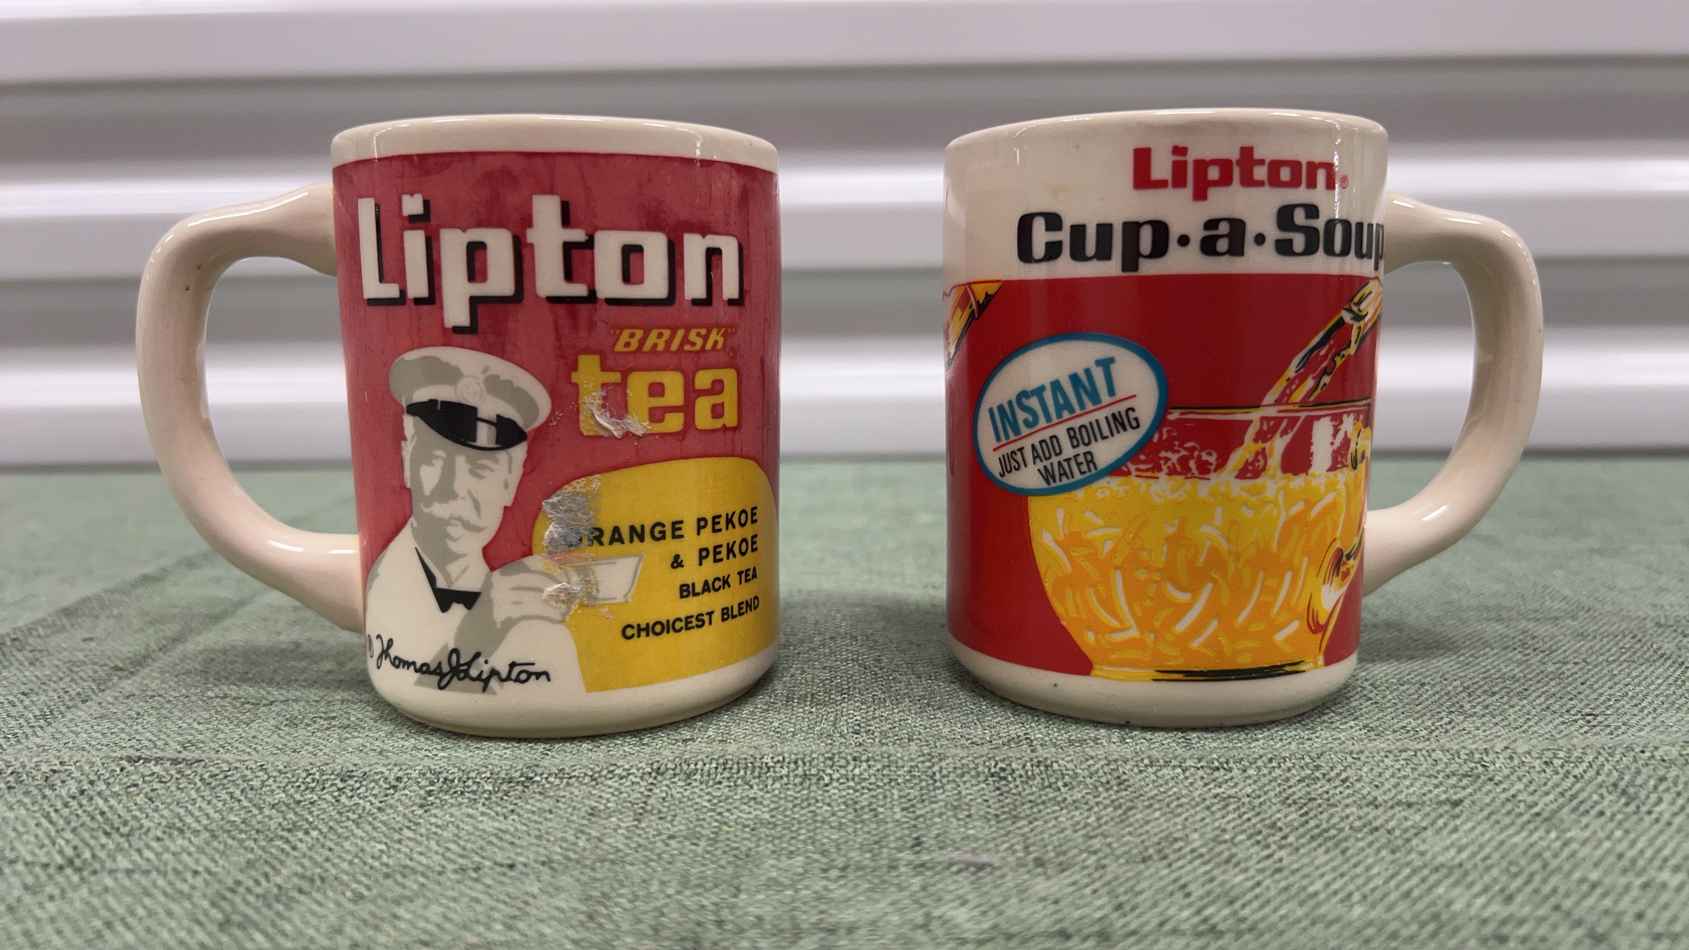 Lipton
"BRISK"
tea
ORANGE PEKOE
& PEKOE
BLACK TEA
CHOICEST BLEND
© Thomas J Lipton
Lipton®
Cup·a·Soup
INSTANT
JUST ADD BOILING
WATER